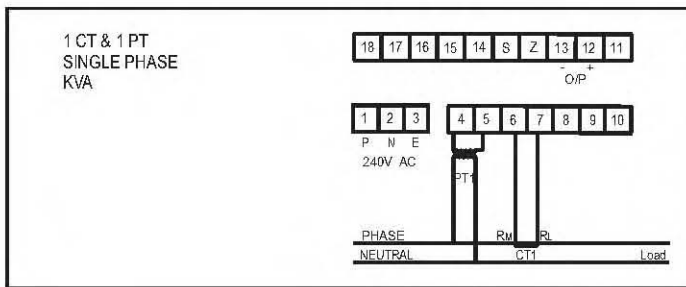 1 CT & 1 PT
SINGLE PHASE
KVA
18 17 16 15 14 S Z 13 12 11
- +
O/P
1 2 3 4 5 6 7 8 9 10
P N E
240V AC
PT1
PHASE RM RL
NEUTRAL CT1 Load